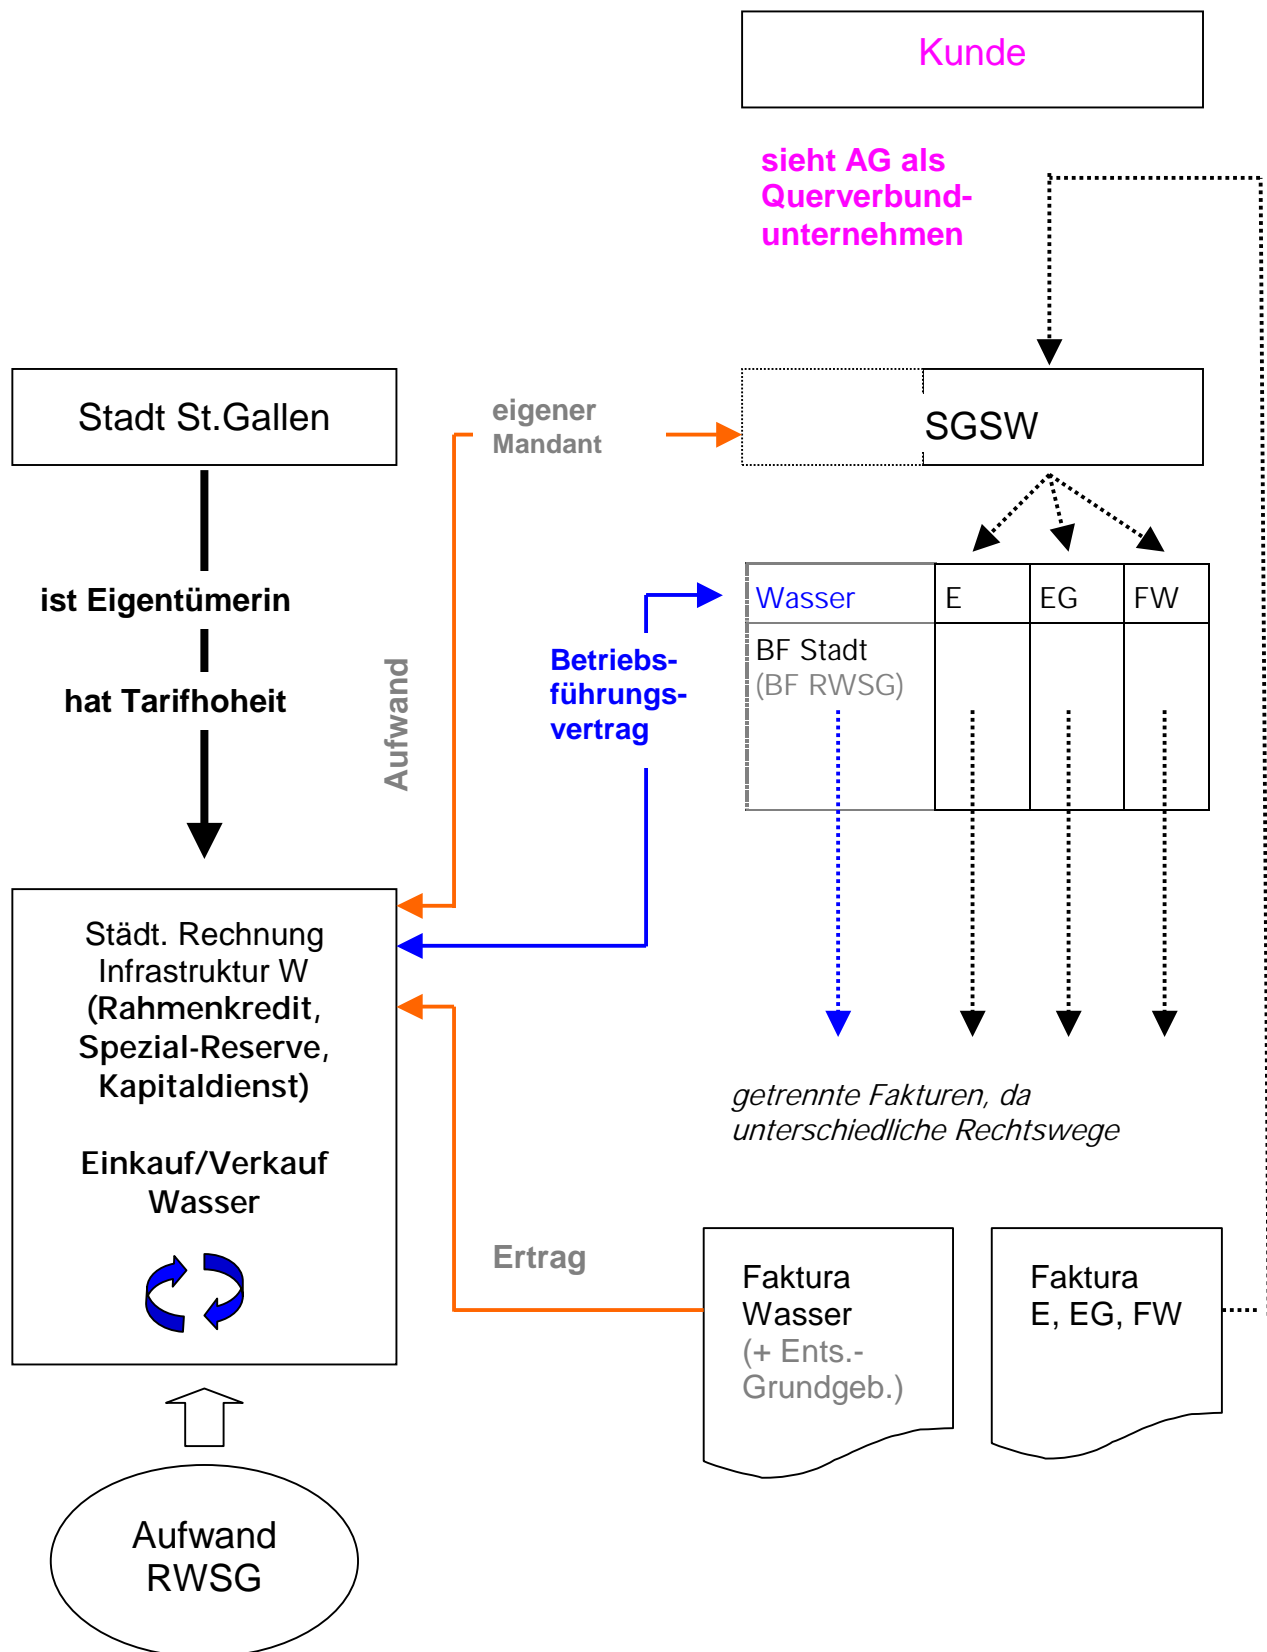 Kunde
sieht AG als
Querverbund-
unternehmen
Stadt St.Gallen
eigener
Mandant
SGSW
ist Eigentümerin
hat Tarifhoheit
Aufwand
Betriebs-
führungs-
vertrag
Wasser E EG FW
BF Stadt
(BF RWSG)
Städt. Rechnung
Infrastruktur W
(Rahmenkredit,
Spezial-Reserve,
Kapitaldienst)
Einkauf/Verkauf
Wasser
getrennte Fakturen, da
unterschiedliche Rechtswege
Ertrag
Faktura
Wasser
(+ Ents.-
Grundgeb.)
Faktura
E, EG, FW
Aufwand
RWSG